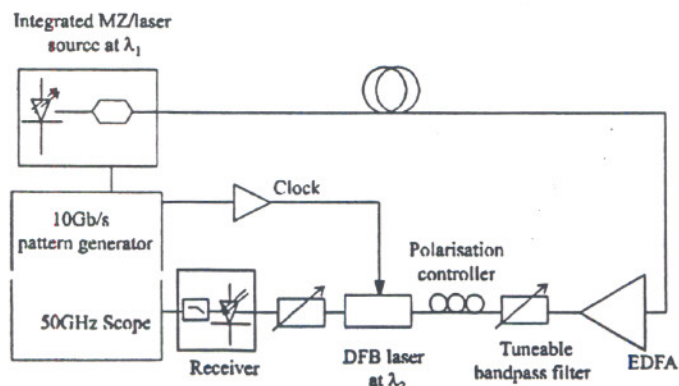 Integrated MZ/laser
source at λ1
Clock
10Gb/s
pattern generator
Polarisation
controller
50GHz Scope
Receiver
DFB laser
at λ2
Tuneable
bandpass filter
EDFA